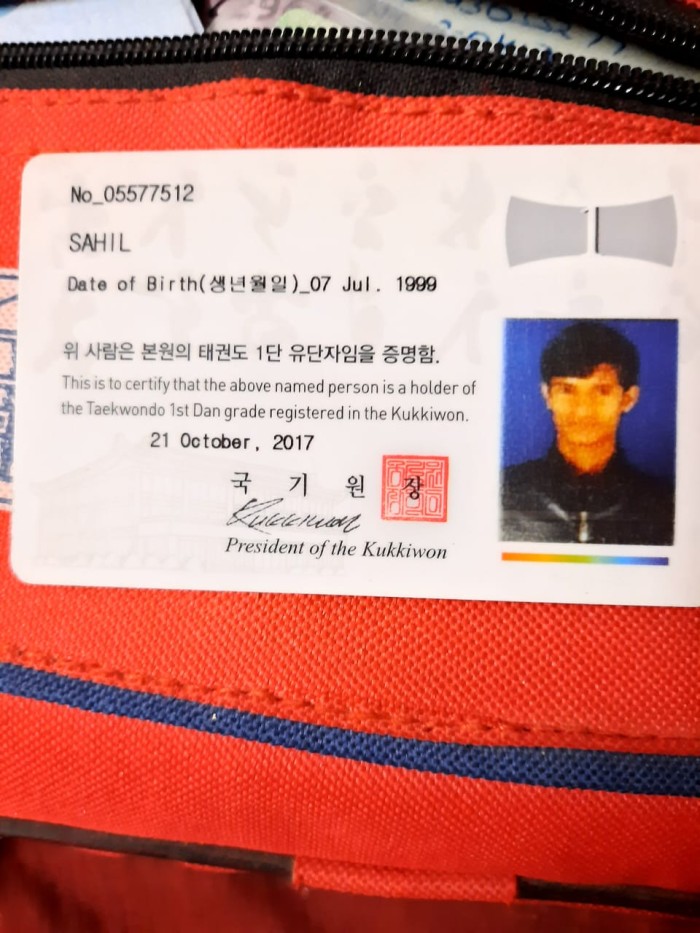 No_05577512
SAHIL
Date of Birth(생년월일)_07 Jul. 1999
위 사람은 본원의 태권도 1단 유단자임을 증명함.
This is to certify that the above named person is a holder of
the Taekwondo 1st Dan grade registered in the Kukkiwon.
21 October, 2017
국 기 원 장
Kukkiwon
President of the Kukkiwon